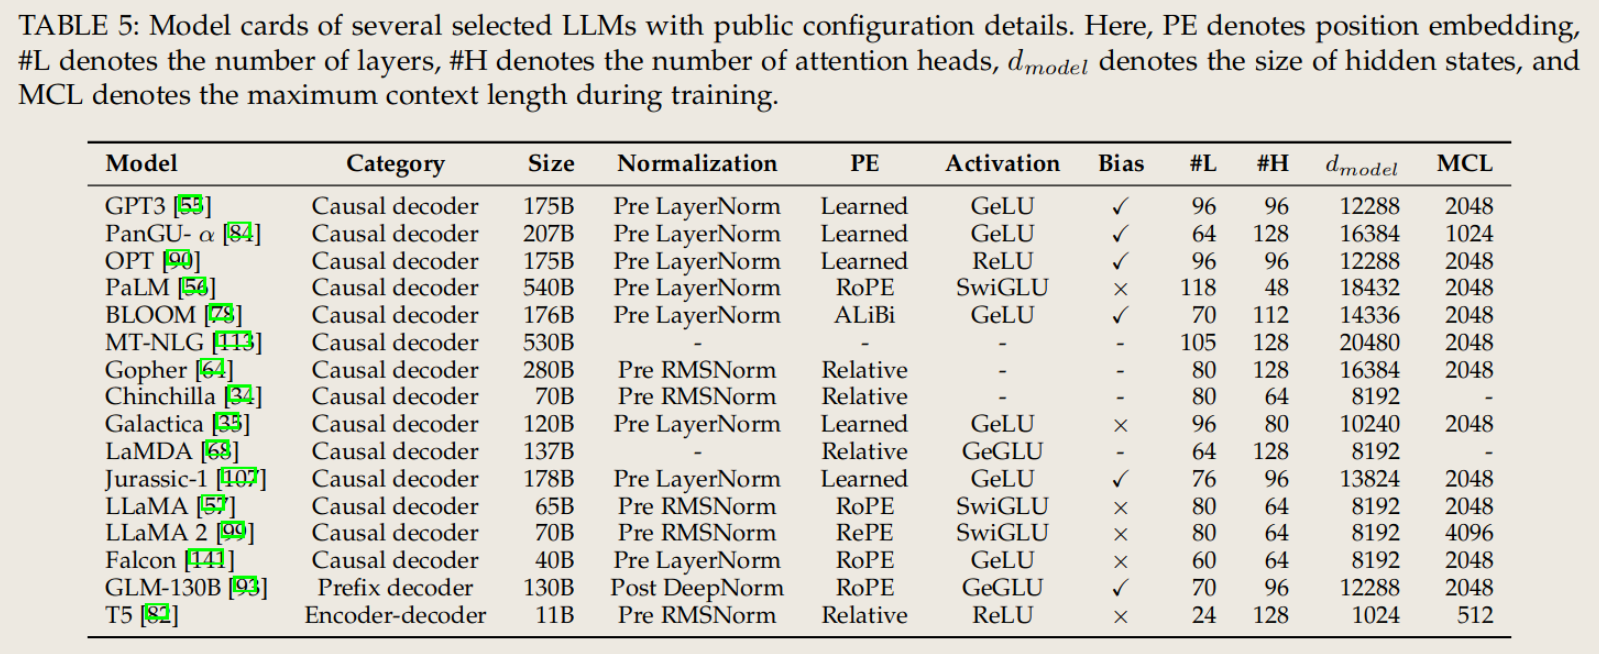 TABLE 5: Model cards of several selected LLMs with public configuration details. Here, PE denotes position embedding,
#L denotes the number of layers, #H denotes the number of attention heads, d_model denotes the size of hidden states, and
MCL denotes the maximum context length during training.
Model Category Size Normalization PE Activation Bias #L #H d_model MCL
GPT3 [55] Causal decoder 175B Pre LayerNorm Learned GeLU ✓ 96 96 12288 2048
PanGU- α [84] Causal decoder 207B Pre LayerNorm Learned GeLU ✓ 64 128 16384 1024
OPT [90] Causal decoder 175B Pre LayerNorm Learned ReLU ✓ 96 96 12288 2048
PaLM [56] Causal decoder 540B Pre LayerNorm RoPE SwiGLU × 118 48 18432 2048
BLOOM [78] Causal decoder 176B Pre LayerNorm ALiBi GeLU ✓ 70 112 14336 2048
MT-NLG [113] Causal decoder 530B - - - - 105 128 20480 2048
Gopher [64] Causal decoder 280B Pre RMSNorm Relative - - 80 128 16384 2048
Chinchilla [34] Causal decoder 70B Pre RMSNorm Relative - - 80 64 8192 -
Galactica [35] Causal decoder 120B Pre LayerNorm Learned GeLU × 96 80 10240 2048
LaMDA [68] Causal decoder 137B - Relative GeGLU - 64 128 8192 -
Jurassic-1 [107] Causal decoder 178B Pre LayerNorm Learned GeLU ✓ 76 96 13824 2048
LLaMA [57] Causal decoder 65B Pre RMSNorm RoPE SwiGLU × 80 64 8192 2048
LLaMA 2 [99] Causal decoder 70B Pre RMSNorm RePE SwiGLU × 80 64 8192 4096
Falcon [141] Causal decoder 40B Pre LayerNorm RoPE GeLU × 60 64 8192 2048
GLM-130B [93] Prefix decoder 130B Post DeepNorm RoPE GeGLU ✓ 70 96 12288 2048
T5 [82] Encoder-decoder 11B Pre RMSNorm Relative ReLU × 24 128 1024 512